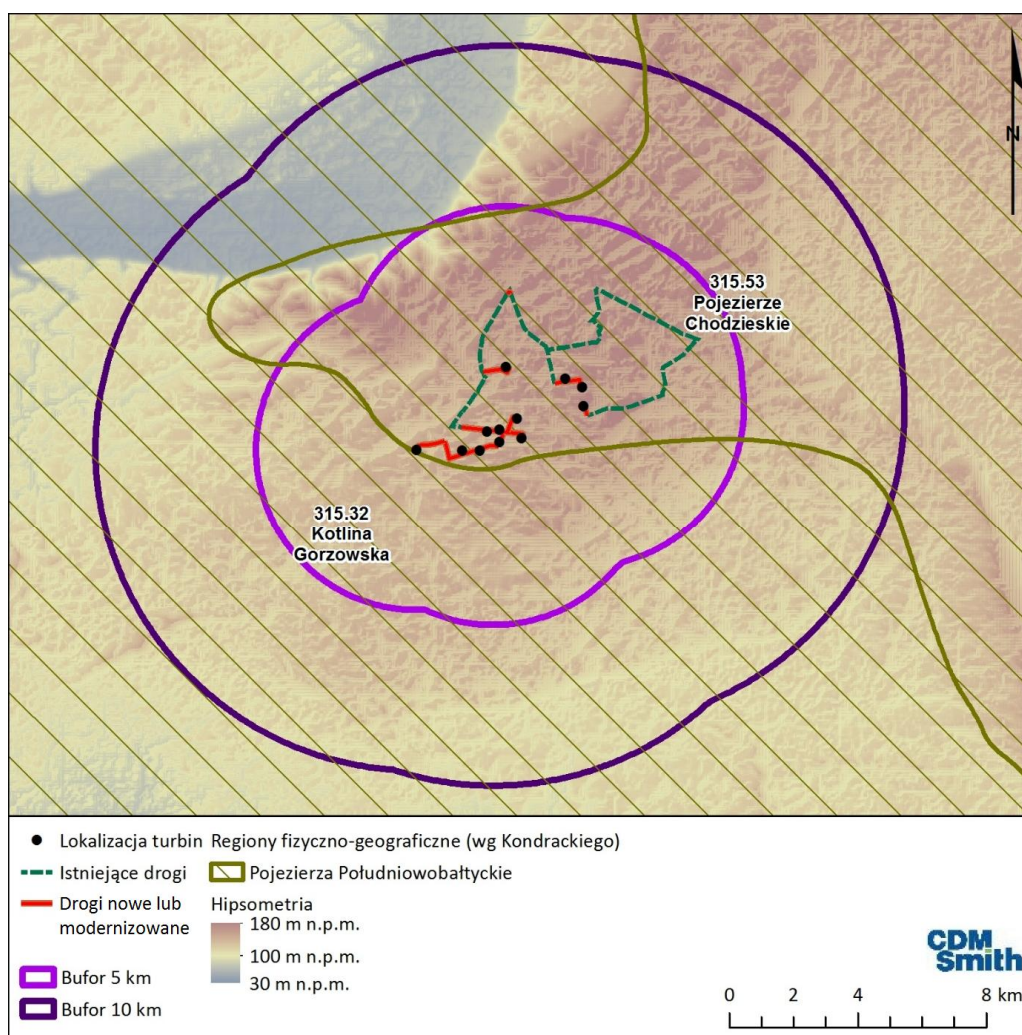 N
315.53
Pojezierze
Chodzieskie
315.32
Kotlina
Gorzowska
Lokalizacja turbin
Istniejące drogi
Drogi nowe lub
modernizowane
Bufor 5 km
Bufor 10 km
Regiony fizyczno-geograficzne (wg Kondrackiego)
Pojezierza Południowobałtyckie
Hipsometria
180 m n.p.m.
100 m n.p.m.
30 m n.p.m.
CDM
Smith
0 2 4 8 km